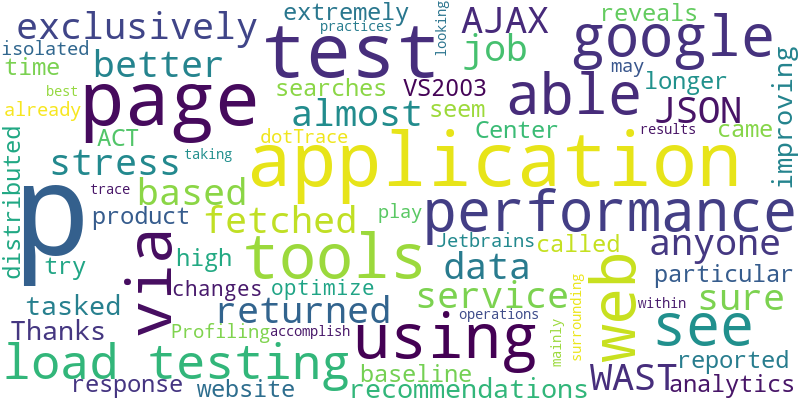 exclusively
extremely
practices
looking
AJAX
google
reveals
isolated
time
better
test
job
may
longer
improving
best
already
page
searches
VS2003
able
JSON
almost
seem
ACT
dotTrace
Center
results
came
distributed
stress
taking
application
p
trace
based
product
fetched
play
performance
via
tools
Jetbrains
called
anyone
try
high
data
web
particular
tasked
changes
optimize
returned
service
surrounding
sure
within
see
Thanks
Profiling
accomplish
operations
using
mainly
load testing
baseline
reported
response
website
recommendations
WAST
analytics